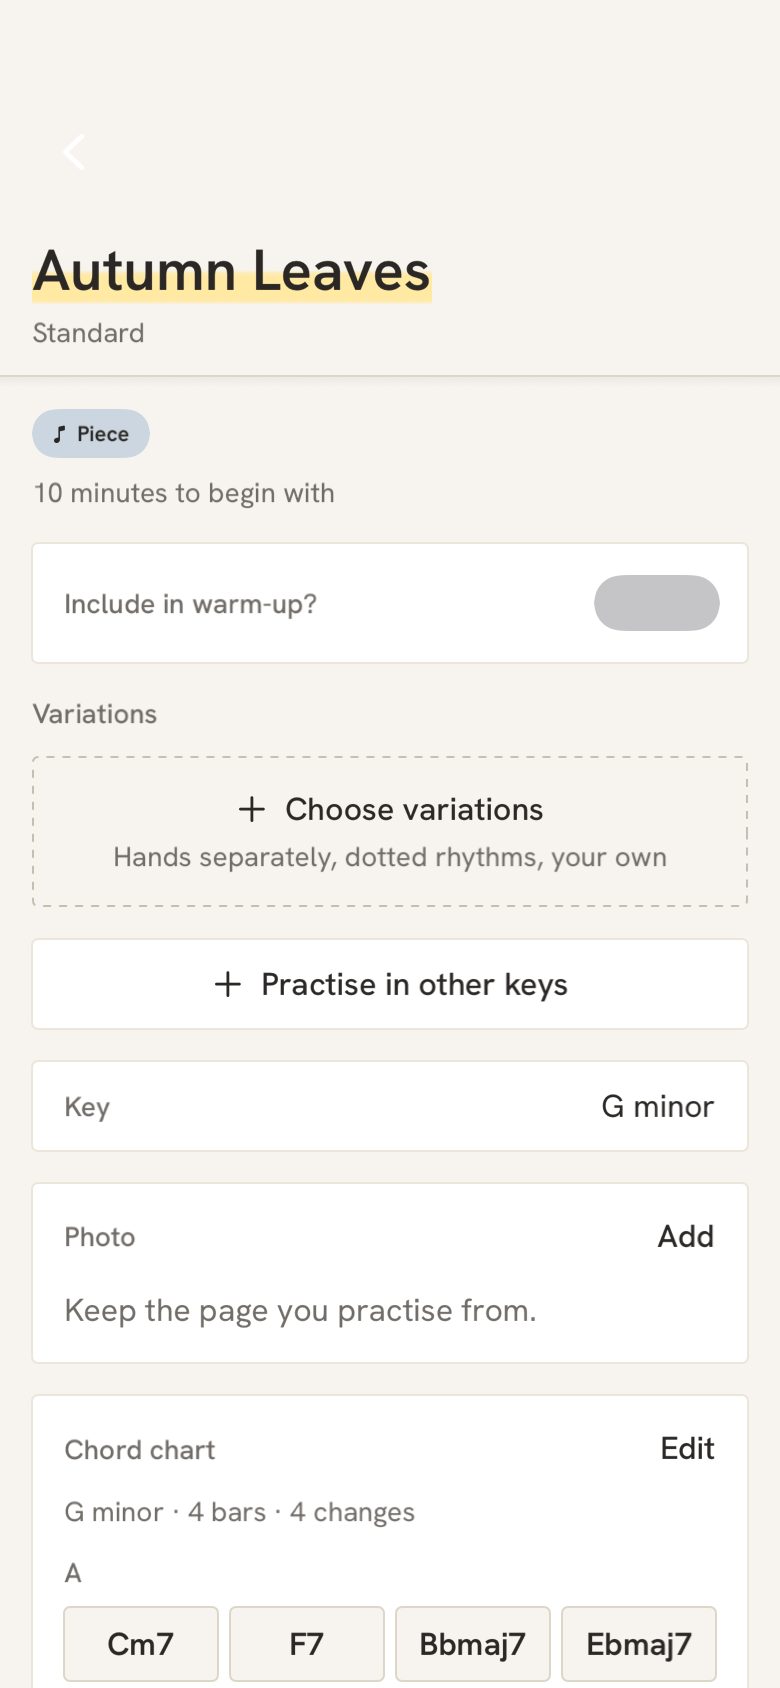 Autumn Leaves
Standard
Piece
10 minutes to begin with
Include in warm-up?
Variations
Choose variations
Hands separately, dotted rhythms, your own
Practise in other keys
Key G minor
Photo Add
Keep the page you practise from.
Chord chart Edit
G minor · 4 bars · 4 changes
A
Cm7 F7 Bbmaj7 Ebmaj7